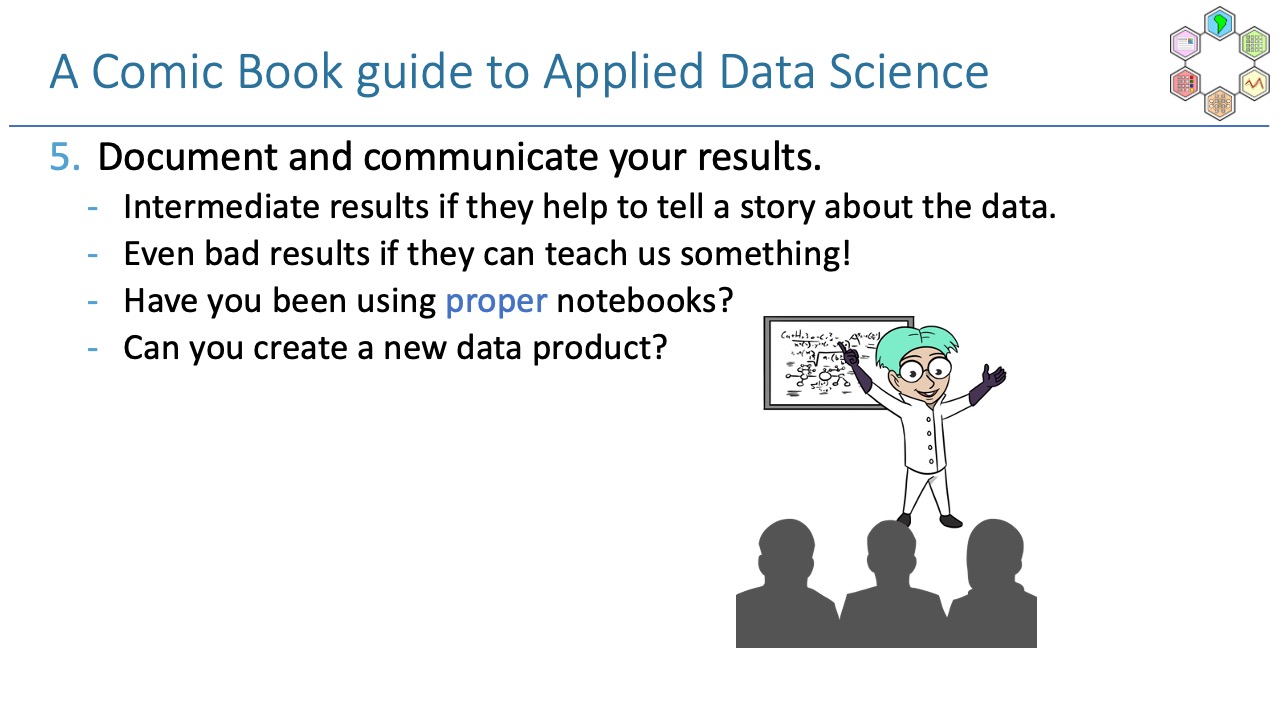 A Comic Book guide to Applied Data Science
5. Document and communicate your results.
- Intermediate results if they help to tell a story about the data.
- Even bad results if they can teach us something!
- Have you been using proper notebooks?
- Can you create a new data product?